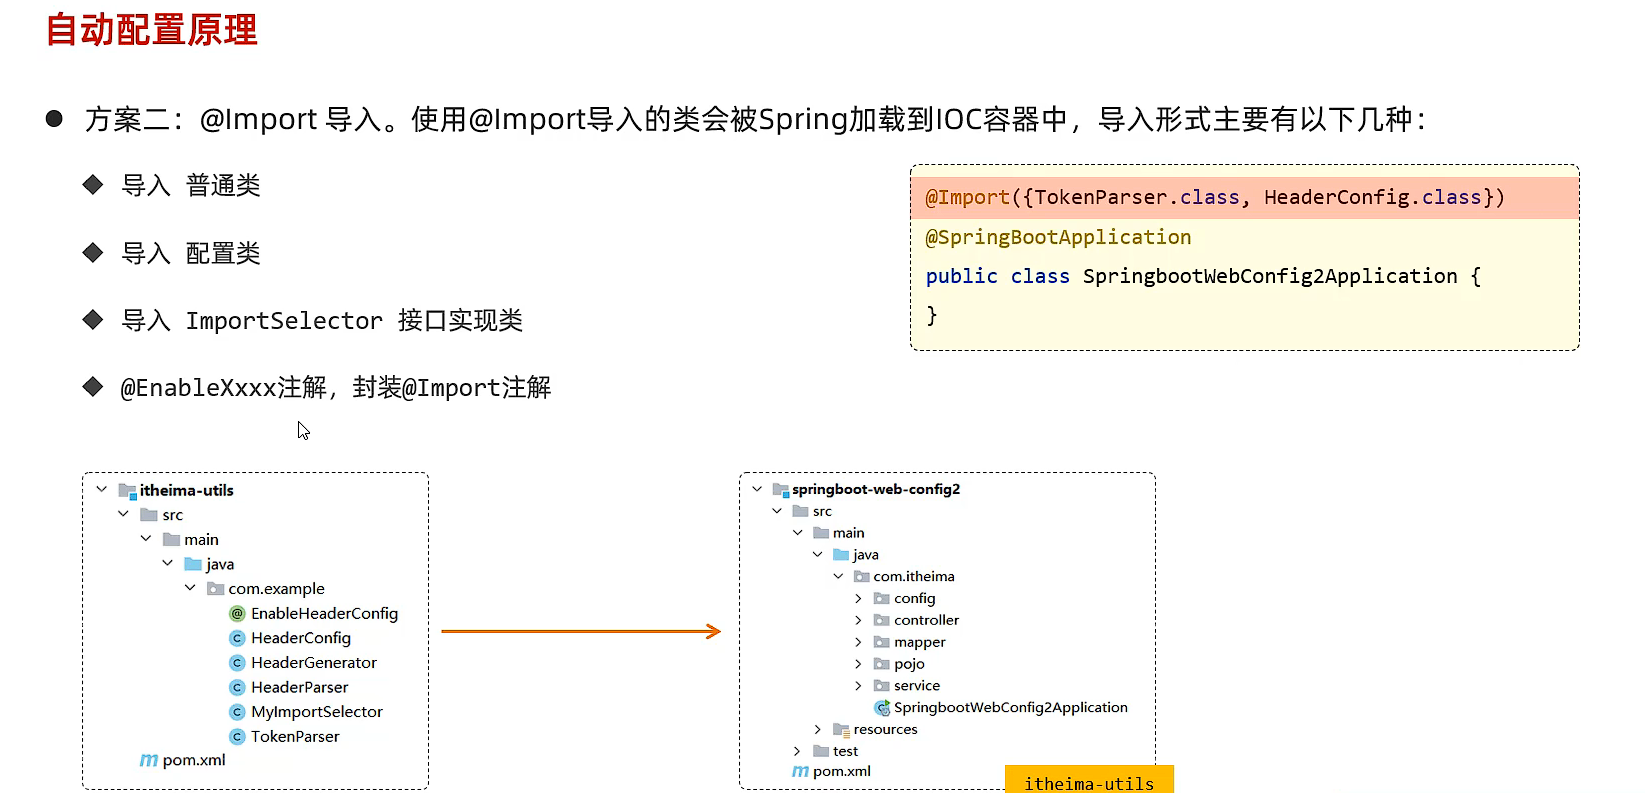 自动配置原理
方案二：@Import 导入。使用@Import导入的类会被Spring加载到IOC容器中，导入形式主要有以下几种：
导入 普通类
导入 配置类
导入 ImportSelector 接口实现类
@EnableXxxx注解，封装@Import注解
@Import({TokenParser.class, HeaderConfig.class})
@SpringBootApplication
public class SpringbootWebConfig2Application {
}
itheima-utils
src
main
java
com.example
EnableHeaderConfig
HeaderConfig
HeaderGenerator
HeaderParser
MyImportSelector
TokenParser
pom.xml
springboot-web-config2
src
main
java
com.itheima
config
controller
mapper
pojo
service
SpringbootWebConfig2Application
resources
test
pom.xml
itheima-utils